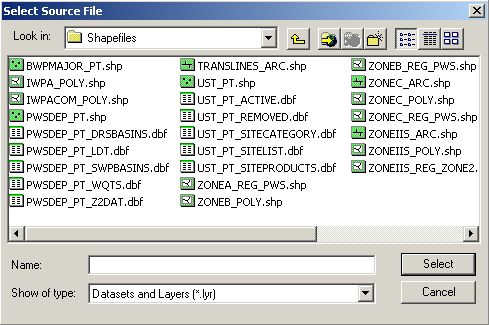 Select Source File
Look in: Shapefiles
BWPMAJOR_PT.shp
IWPA_POLY.shp
IWPACOM_POLY.shp
PWSDEP_PT.shp
PWSDEP_PT_DRSBASINS.dbf
PWSDEP_PT_LDT.dbf
PWSDEP_PT_SWPBASINS.dbf
PWSDEP_PT_WQTS.dbf
PWSDEP_PT_Z2DAT.dbf
TRANSLINES_ARC.shp
UST_PT.shp
UST_PT_ACTIVE.dbf
UST_PT_REMOVED.dbf
UST_PT_SITECATEGORY.dbf
UST_PT_SITELIST.dbf
UST_PT_SITEPRODUCTS.dbf
ZONEA_REG_PWS.shp
ZONEB_POLY.shp
ZONEB_REG_PWS.shp
ZONEC_ARC.shp
ZONEC_POLY.shp
ZONEC_REG_PWS.shp
ZONEIIS_ARC.shp
ZONEIIS_POLY.shp
ZONEIIS_REG_ZONE2.
Name: Select
Show of type: Datasets and Layers (*.lyr) Cancel